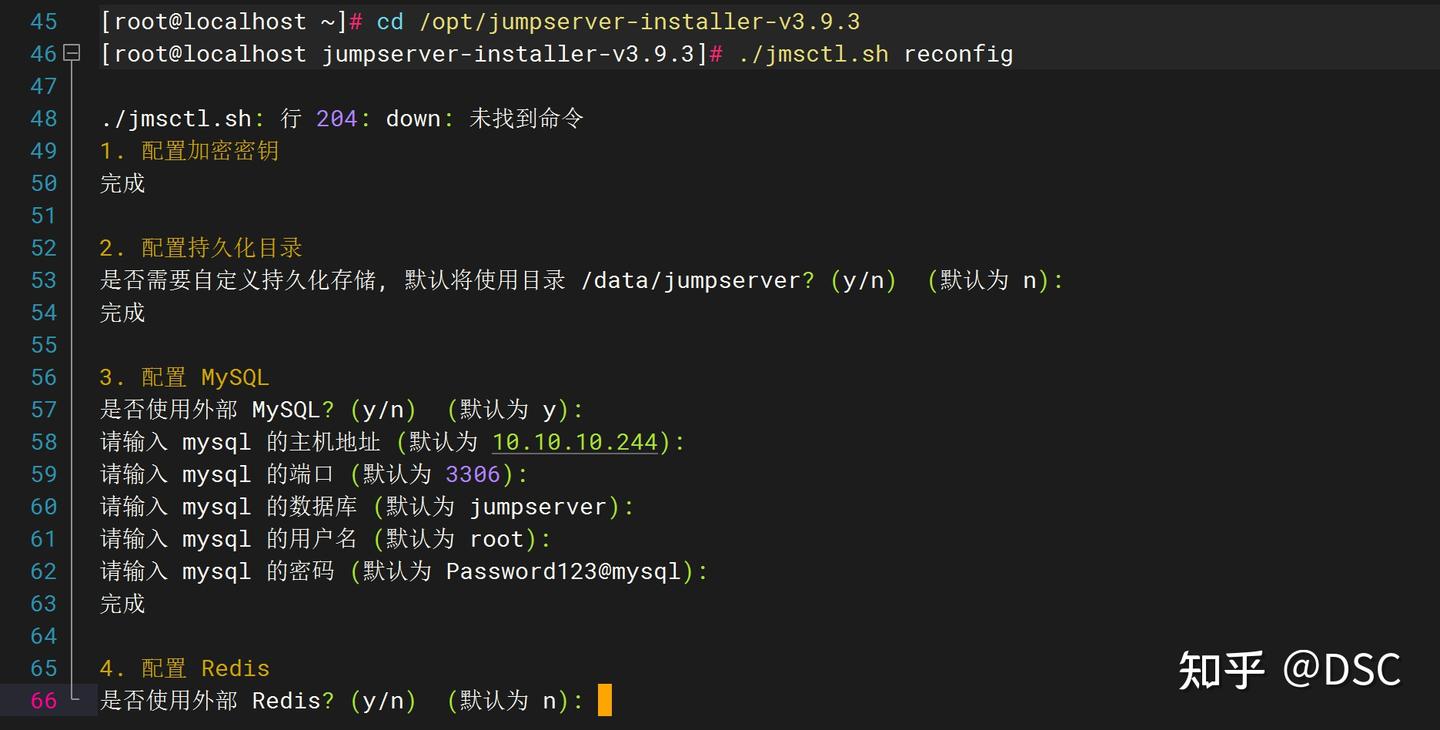 45 [root@localhost ~]# cd /opt/jumpserver-installer-v3.9.3
46 [root@localhost jumpserver-installer-v3.9.3]# ./jmsctl.sh reconfig
47
48 ./jmsctl.sh: 行 204: down: 未找到命令
49 1. 配置加密密钥
50 完成
51
52 2. 配置持久化目录
53 是否需要自定义持久化存储, 默认将使用目录 /data/jumpserver? (y/n)  (默认为 n):
54 完成
55
56 3. 配置 MySQL
57 是否使用外部 MySQL? (y/n)  (默认为 y):
58 请输入 mysql 的主机地址 (默认为 10.10.10.244):
59 请输入 mysql 的端口 (默认为 3306):
60 请输入 mysql 的数据库 (默认为 jumpserver):
61 请输入 mysql 的用户名 (默认为 root):
62 请输入 mysql 的密码 (默认为 Password123@mysql):
63 完成
64
65 4. 配置 Redis
66 是否使用外部 Redis? (y/n)  (默认为 n):
知乎 @DSC